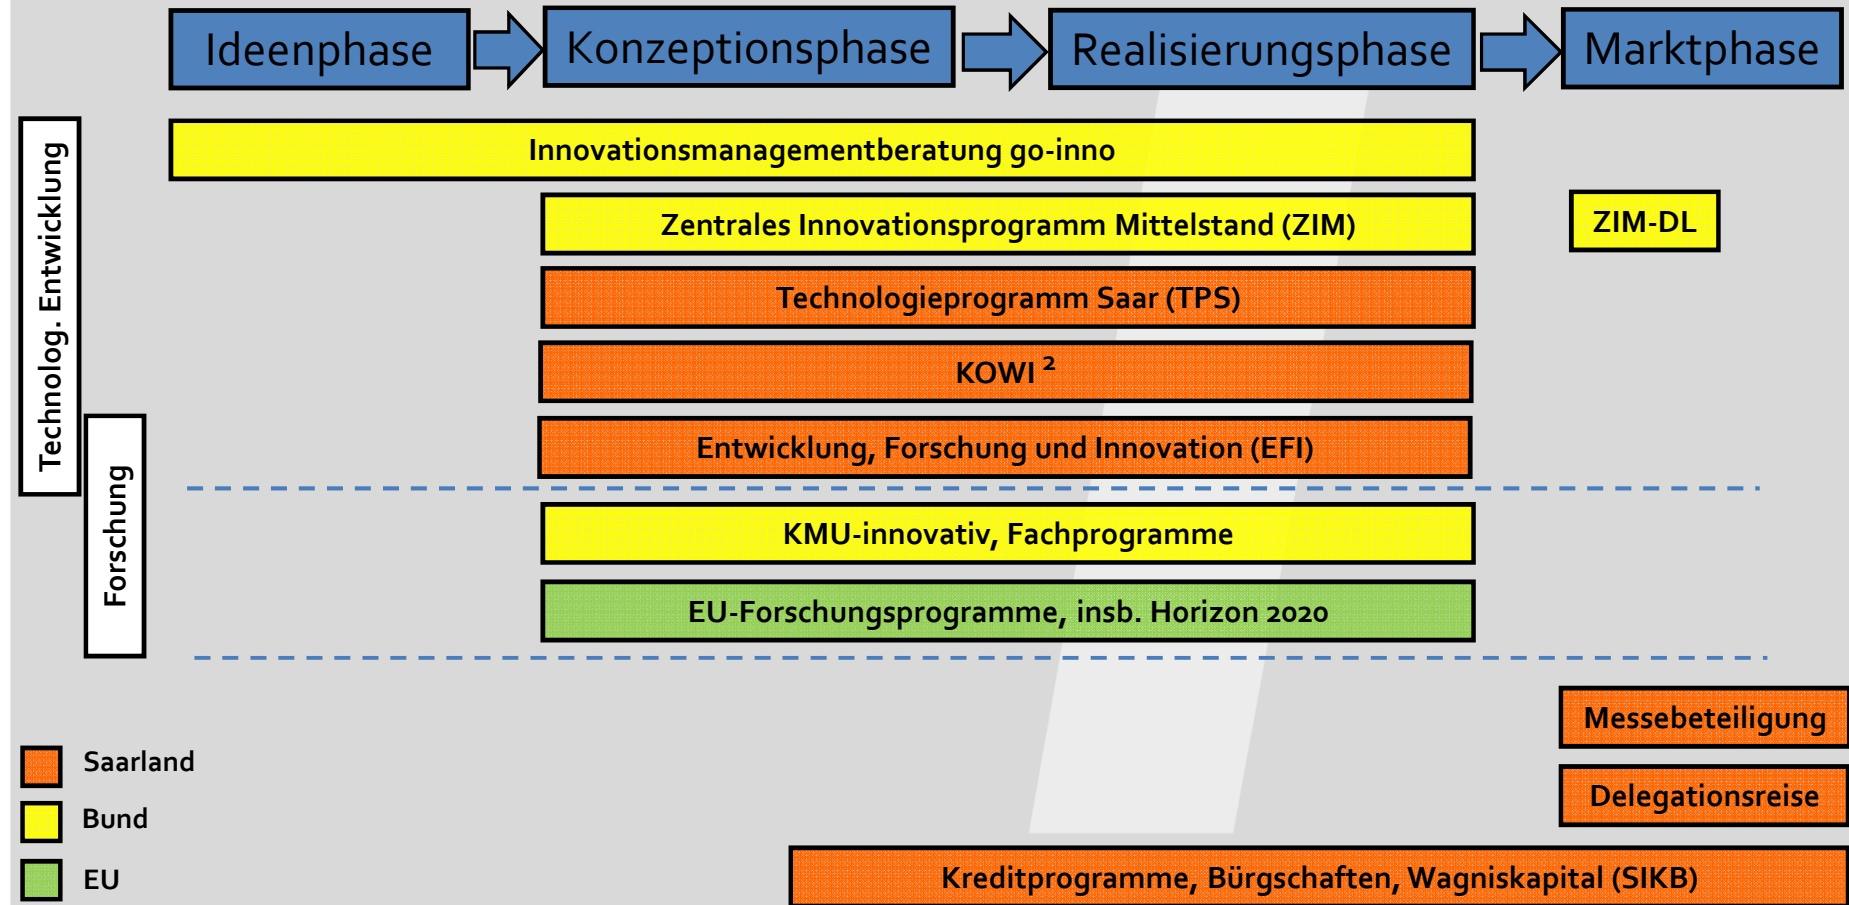 Ideenphase
Konzeptionsphase
Realisierungsphase
Marktphase
Technolog. Entwicklung
Forschung
Innovationsmanagementberatung go-inno
Zentrales Innovationsprogramm Mittelstand (ZIM)
ZIM-DL
Technologieprogramm Saar (TPS)
KOWI ²
Entwicklung, Forschung und Innovation (EFI)
KMU-innovativ, Fachprogramme
EU-Forschungsprogramme, insb. Horizon 2020
Messebeteiligung
Delegationsreise
Kreditprogramme, Bürgschaften, Wagniskapital (SIKB)
Saarland
Bund
EU